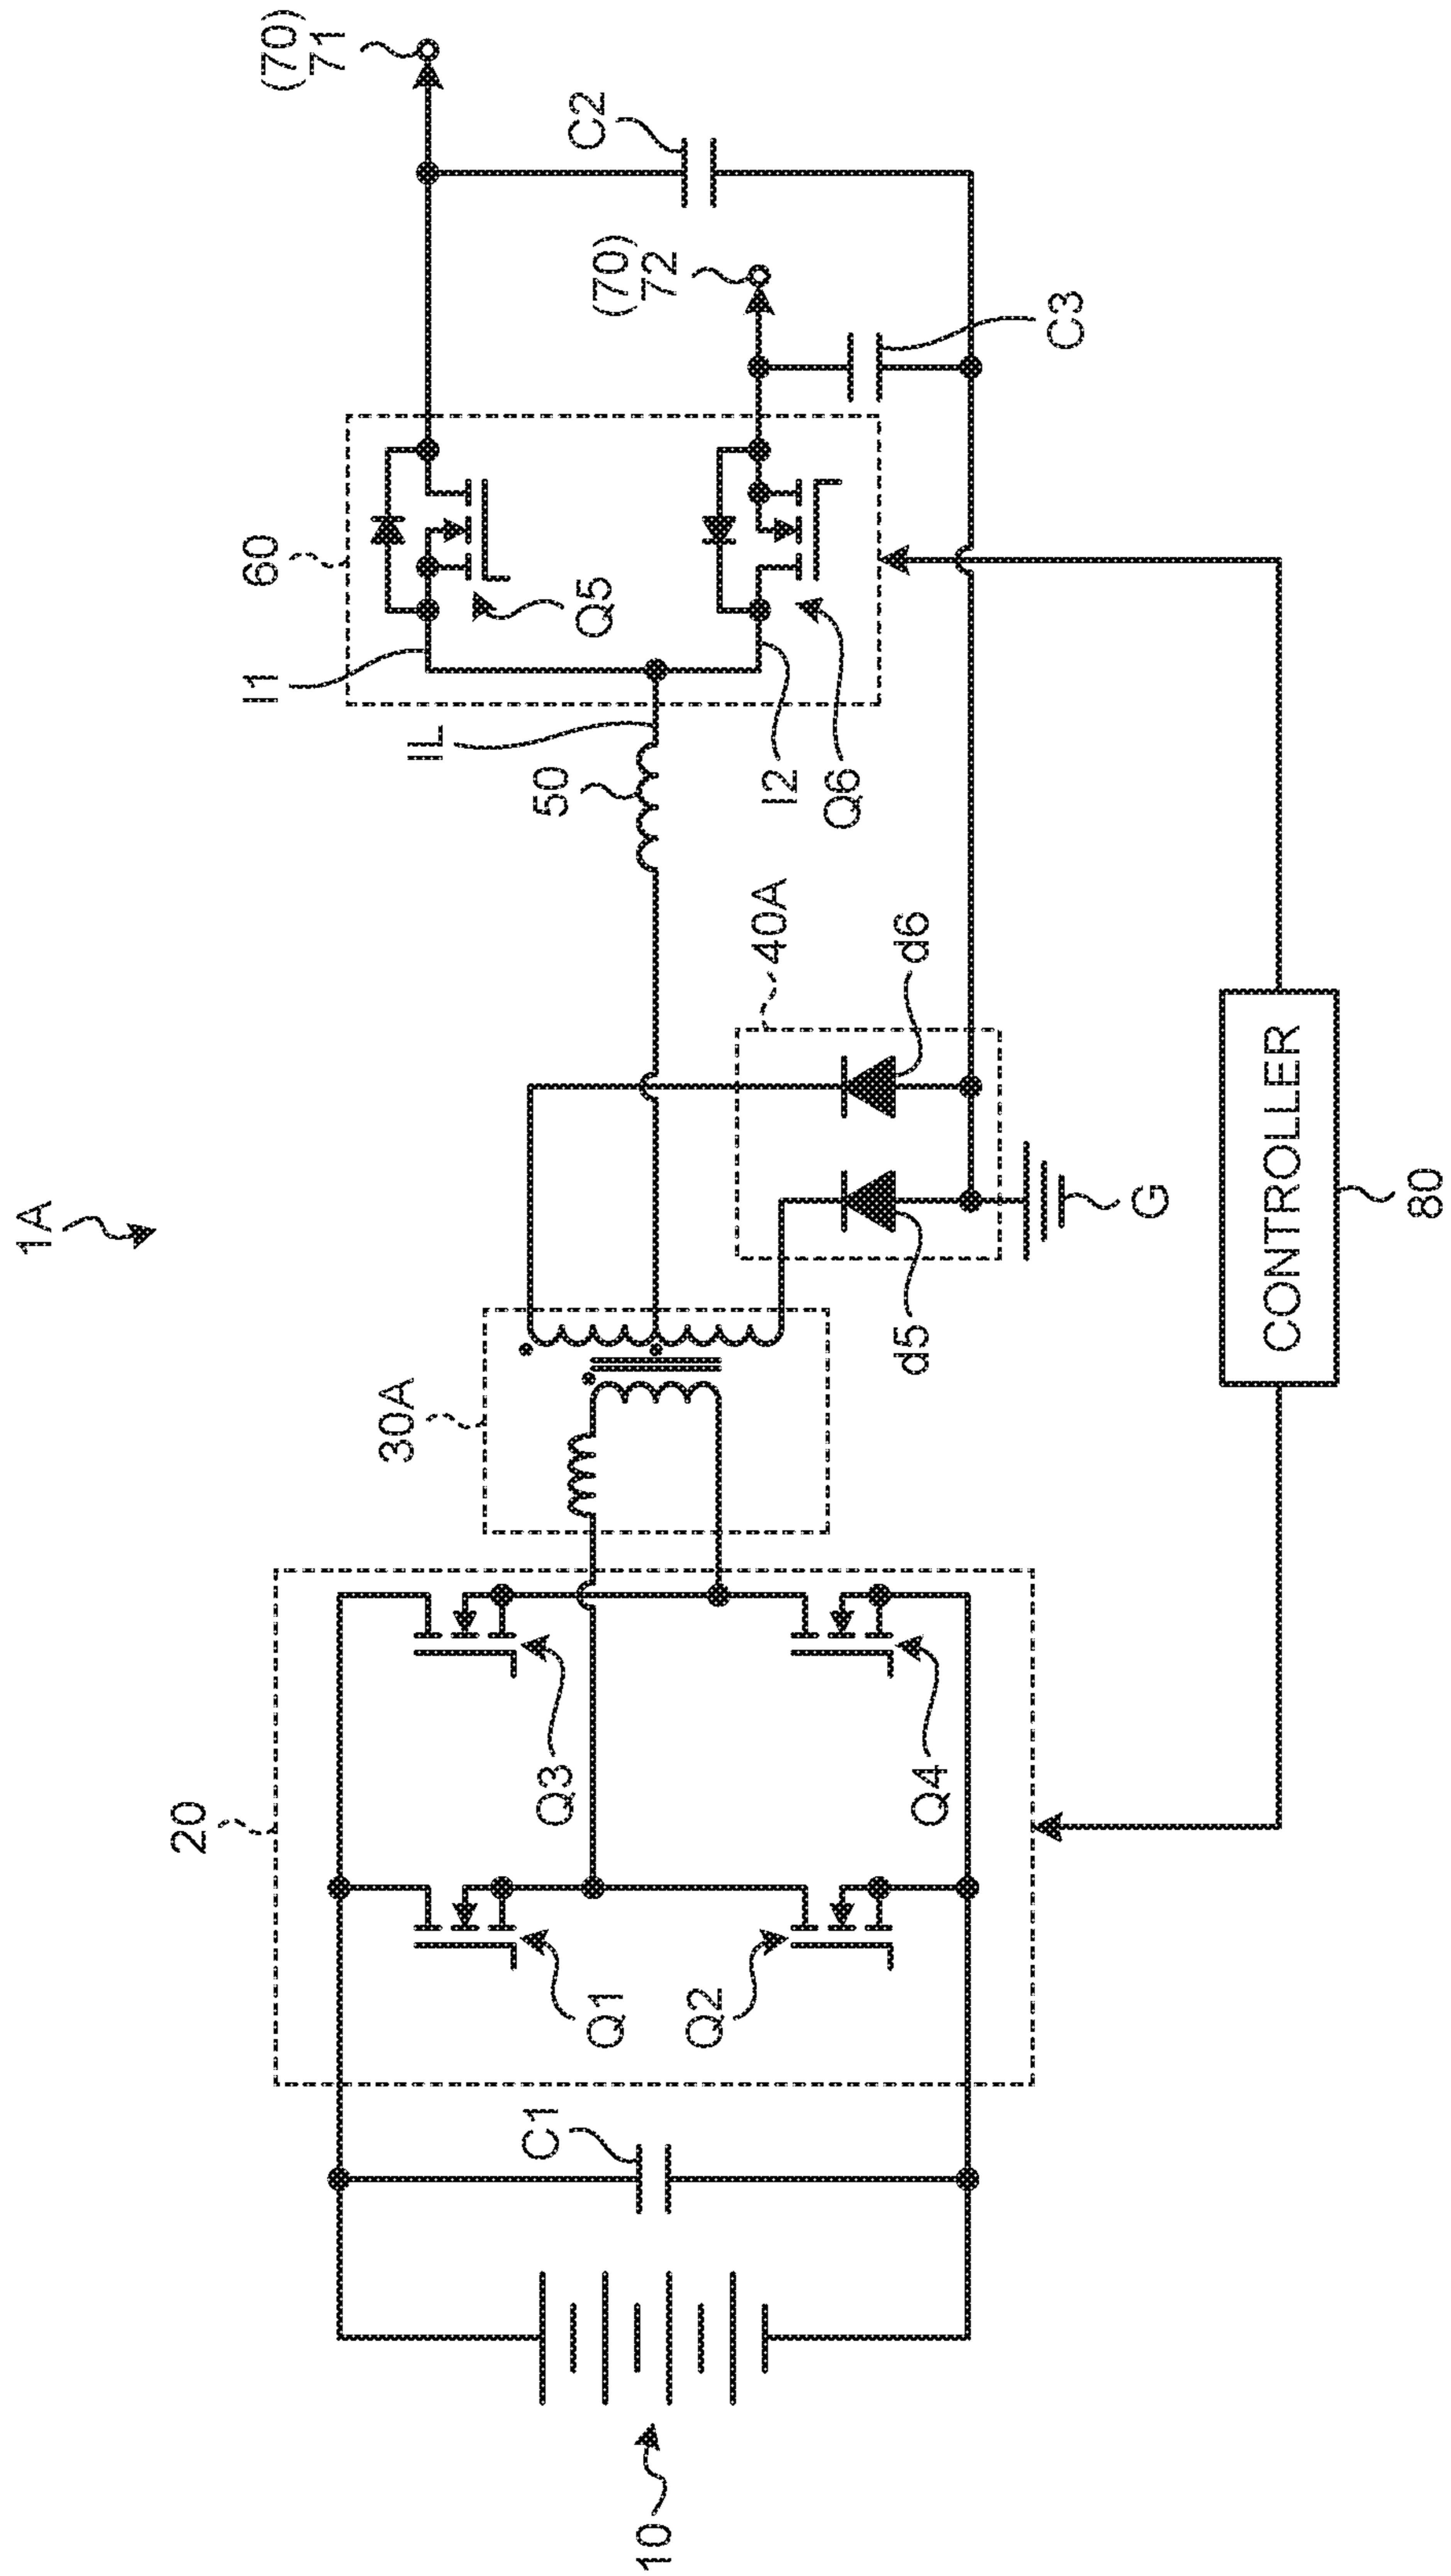 1A
10
C1
20
Q1
Q2
Q3
Q4
30A
40A
d5
d6
G
50
IL
60
I1
I2
Q5
Q6
(70)
71
(70)
72
C2
C3
CONTROLLER
80